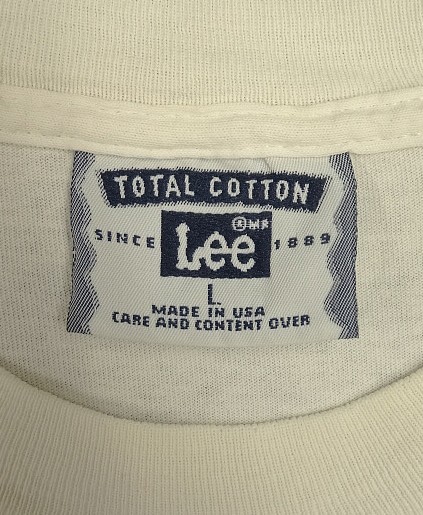 TOTAL COTTON
®MR
SINCE Lee 1889
L
MADE IN USA
CARE AND CONTENT OVER